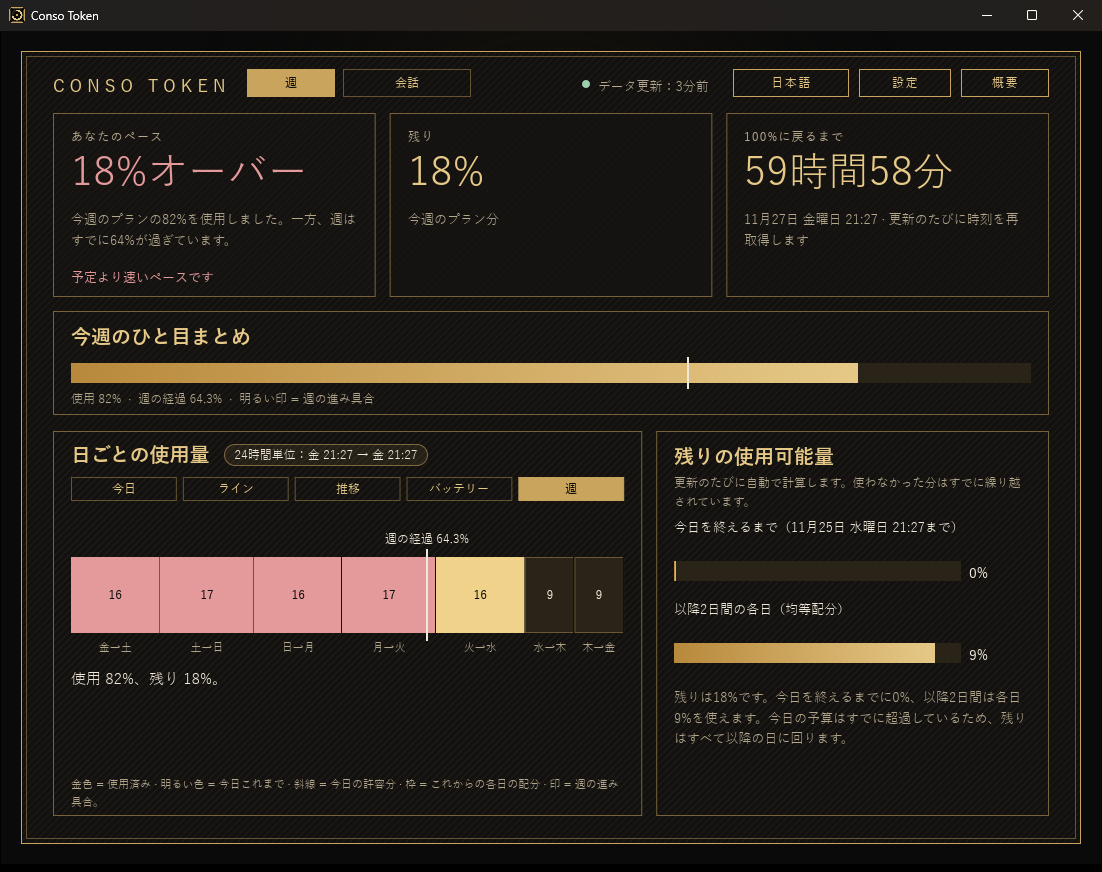 Conso Token
CONSO TOKEN
週
会話
データ更新：3分前
日本語
設定
概要
あなたのペース
18%オーバー
今週のプランの82%を使用しました。一方、週は
すでに64%が過ぎています。
予定より速いペースです
残り
18%
今週のプラン分
100%に戻るまで
59時間58分
11月27日 金曜日 21:27 · 更新のたびに時刻を再
取得します
今週のひと目まとめ
使用 82% · 週の経過 64.3% · 明るい印 = 週の進み具合
日ごとの使用量
24時間単位：金 21:27 → 金 21:27
今日
ライン
推移
バッテリー
週
週の経過 64.3%
16
17
16
17
16
9
9
金→土
土→日
日→月
月→火
火→水
水→木
木→金
使用 82%、残り 18%。
金色 = 使用済み · 明るい色 = 今日これまで · 斜線 = 今日の許容分 · 枠 = これからの各日の配分 · 印 = 週の進み
具合。
残りの使用可能量
更新のたびに自動で計算します。使わなかった分はすでに繰り越
されています。
今日を終えるまで（11月25日 水曜日 21:27まで）
0%
以降2日間の各日（均等配分）
9%
残りは18%です。今日を終えるまでに0%、以降2日間は各日
9%を使えます。今日の予算はすでに超過しているため、残り
はすべて以降の日に回ります。